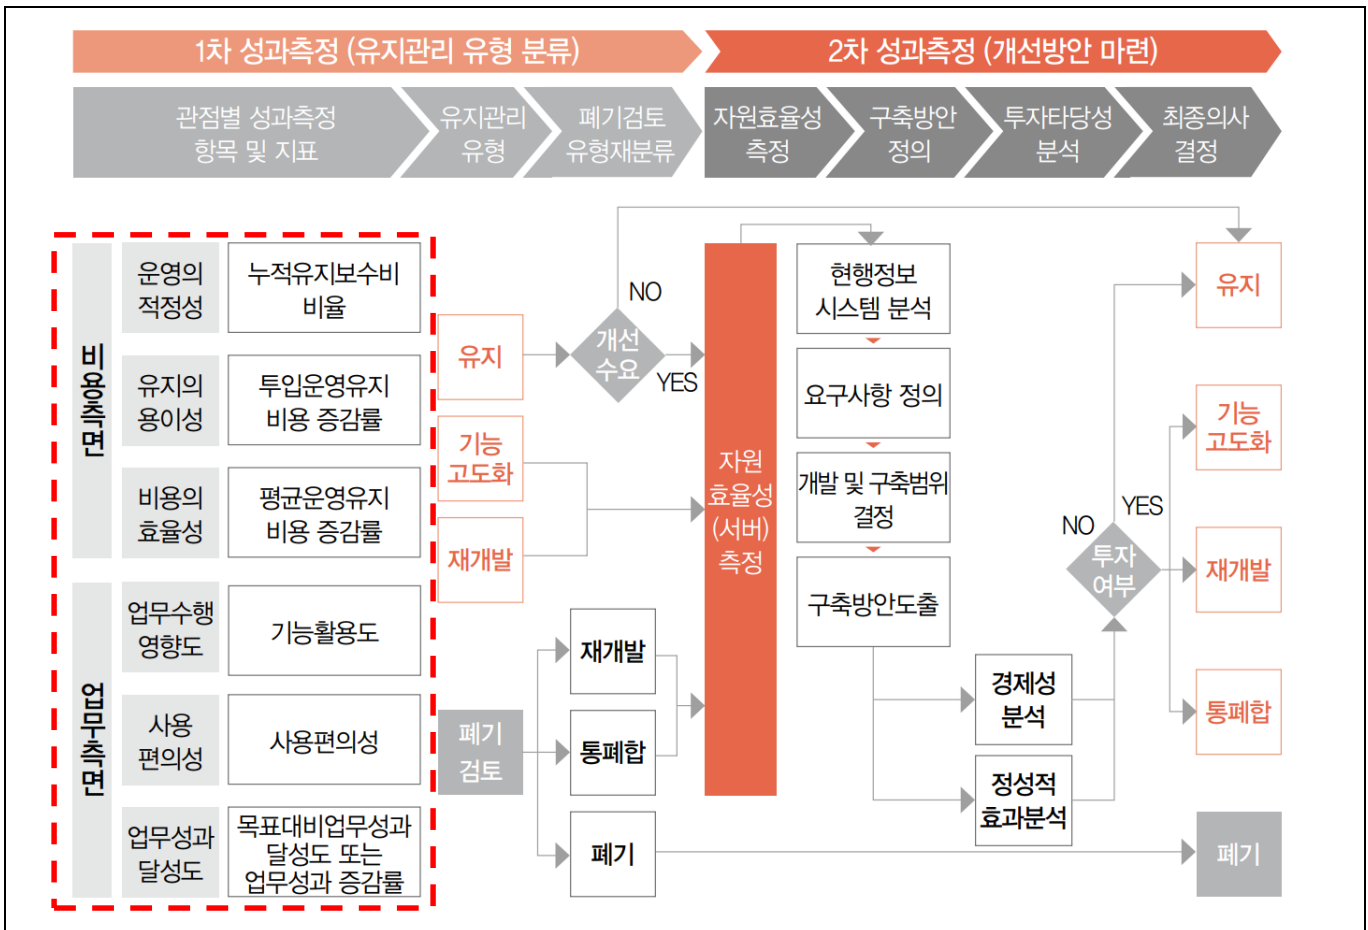 1차 성과측정 (유지관리 유형 분류)
2차 성과측정 (개선방안 마련)
관점별 성과측정
항목 및 지표
유지관리
유형
폐기검토
유형재분류
자원효율성
측정
구축방안
정의
투자타당성
분석
최종의사
결정
비용측면
운영의
적정성
누적유지보수비
비율
유지의
용이성
투입운영유지
비용 증감률
비용의
효율성
평균운영유지
비용 증감률
업무측면
업무수행
영향도
기능활용도
사용
편의성
사용편의성
업무성과
달성도
목표대비업무성과
달성도 또는
업무성과 증감률
유지
기능
고도화
재개발
폐기
검토
개선
수요
NO
YES
재개발
통폐합
폐기
자원
효율성
(서버)
측정
현행정보
시스템 분석
요구사항 정의
개발 및 구축범위
결정
구축방안도출
경제성
분석
정성적
효과분석
투자
여부
NO
YES
유지
기능
고도화
재개발
통폐합
폐기